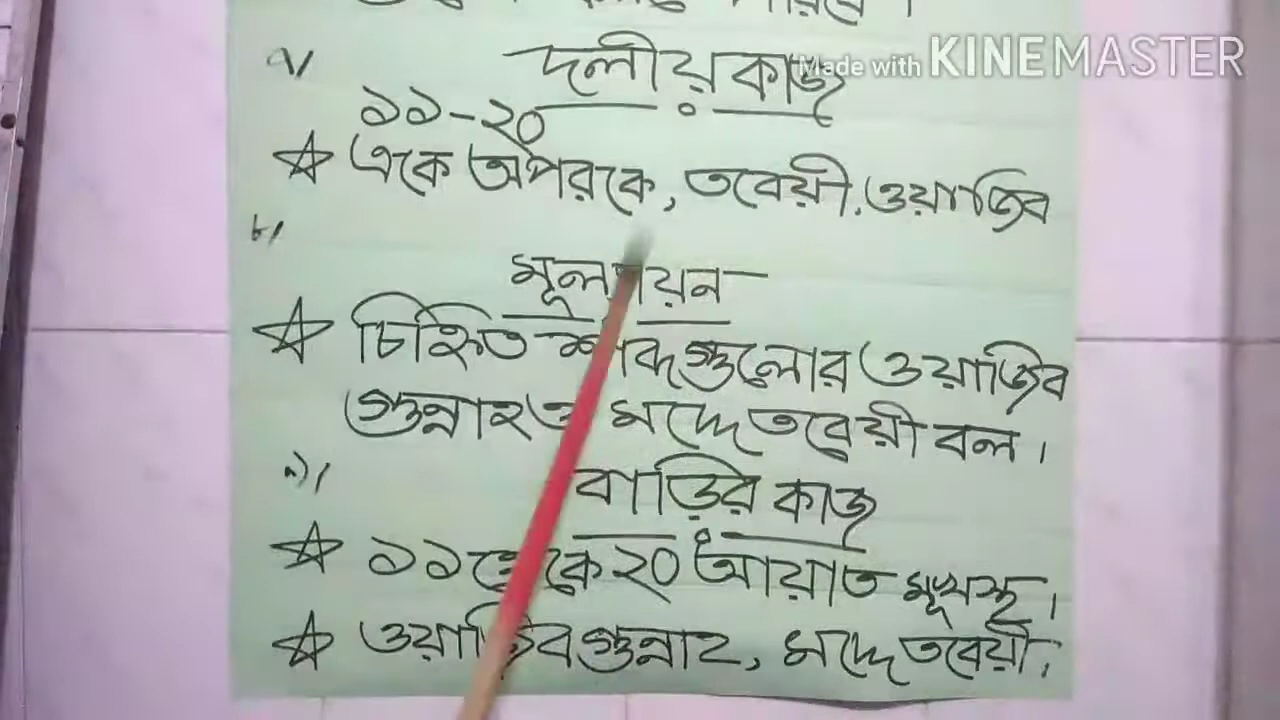 Made with KINEMASTER
৭/ দলীয় কাজঃ
১১-২০
☆ একে অপরকে, তবেয়ী. ওয়াজিব
৮/
মূল্যায়ন
☆ চিহ্নিত শব্দগুলোর ওয়াজিব
গুন্নাহ ও মদ্দে তবেয়ী বল।
৯/ বাড়ির কাজঃ
☆ ১১ থেকে ২০ আয়াত মূখস্থ।
☆ ওয়াজিব গুন্নাহ, মদ্দে তবেয়ী।